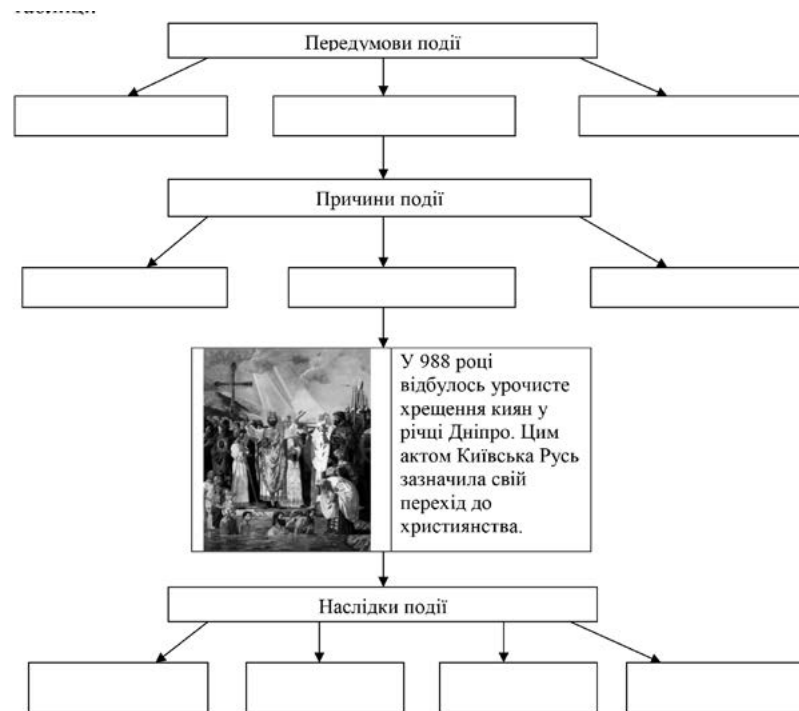 Передумови події
Причини події
У 988 році
відбулось урочисте
хрещення киян у
річці Дніпро. Цим
актом Київська Русь
зазначила свій
перехід до
християнства.
Наслідки події